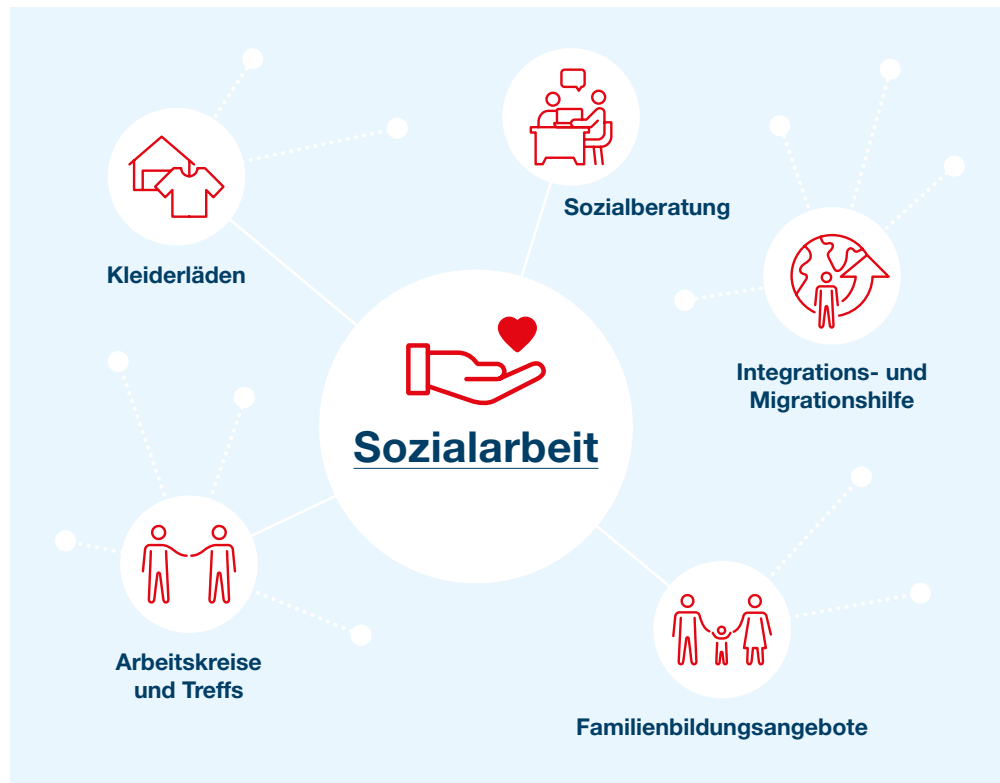 Sozialberatung
Kleiderläden
Integrations- und
Migrationshilfe
Sozialarbeit
Arbeitskreise
und Treffs
Familienbildungsangebote